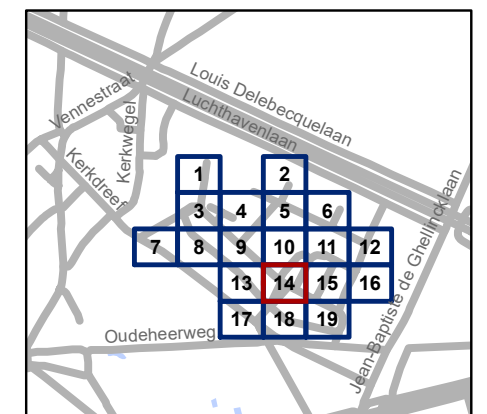 Louis Delebecquelaan
Luchthavenlaan
Vennestraat
Kerkwegel
Kerkdreef
1 2
3 4 5 6
7 8 9 10 11 12
13 14 15 16
17 18 19
Oudeheerweg
Jean-Baptiste de Ghellincklaan